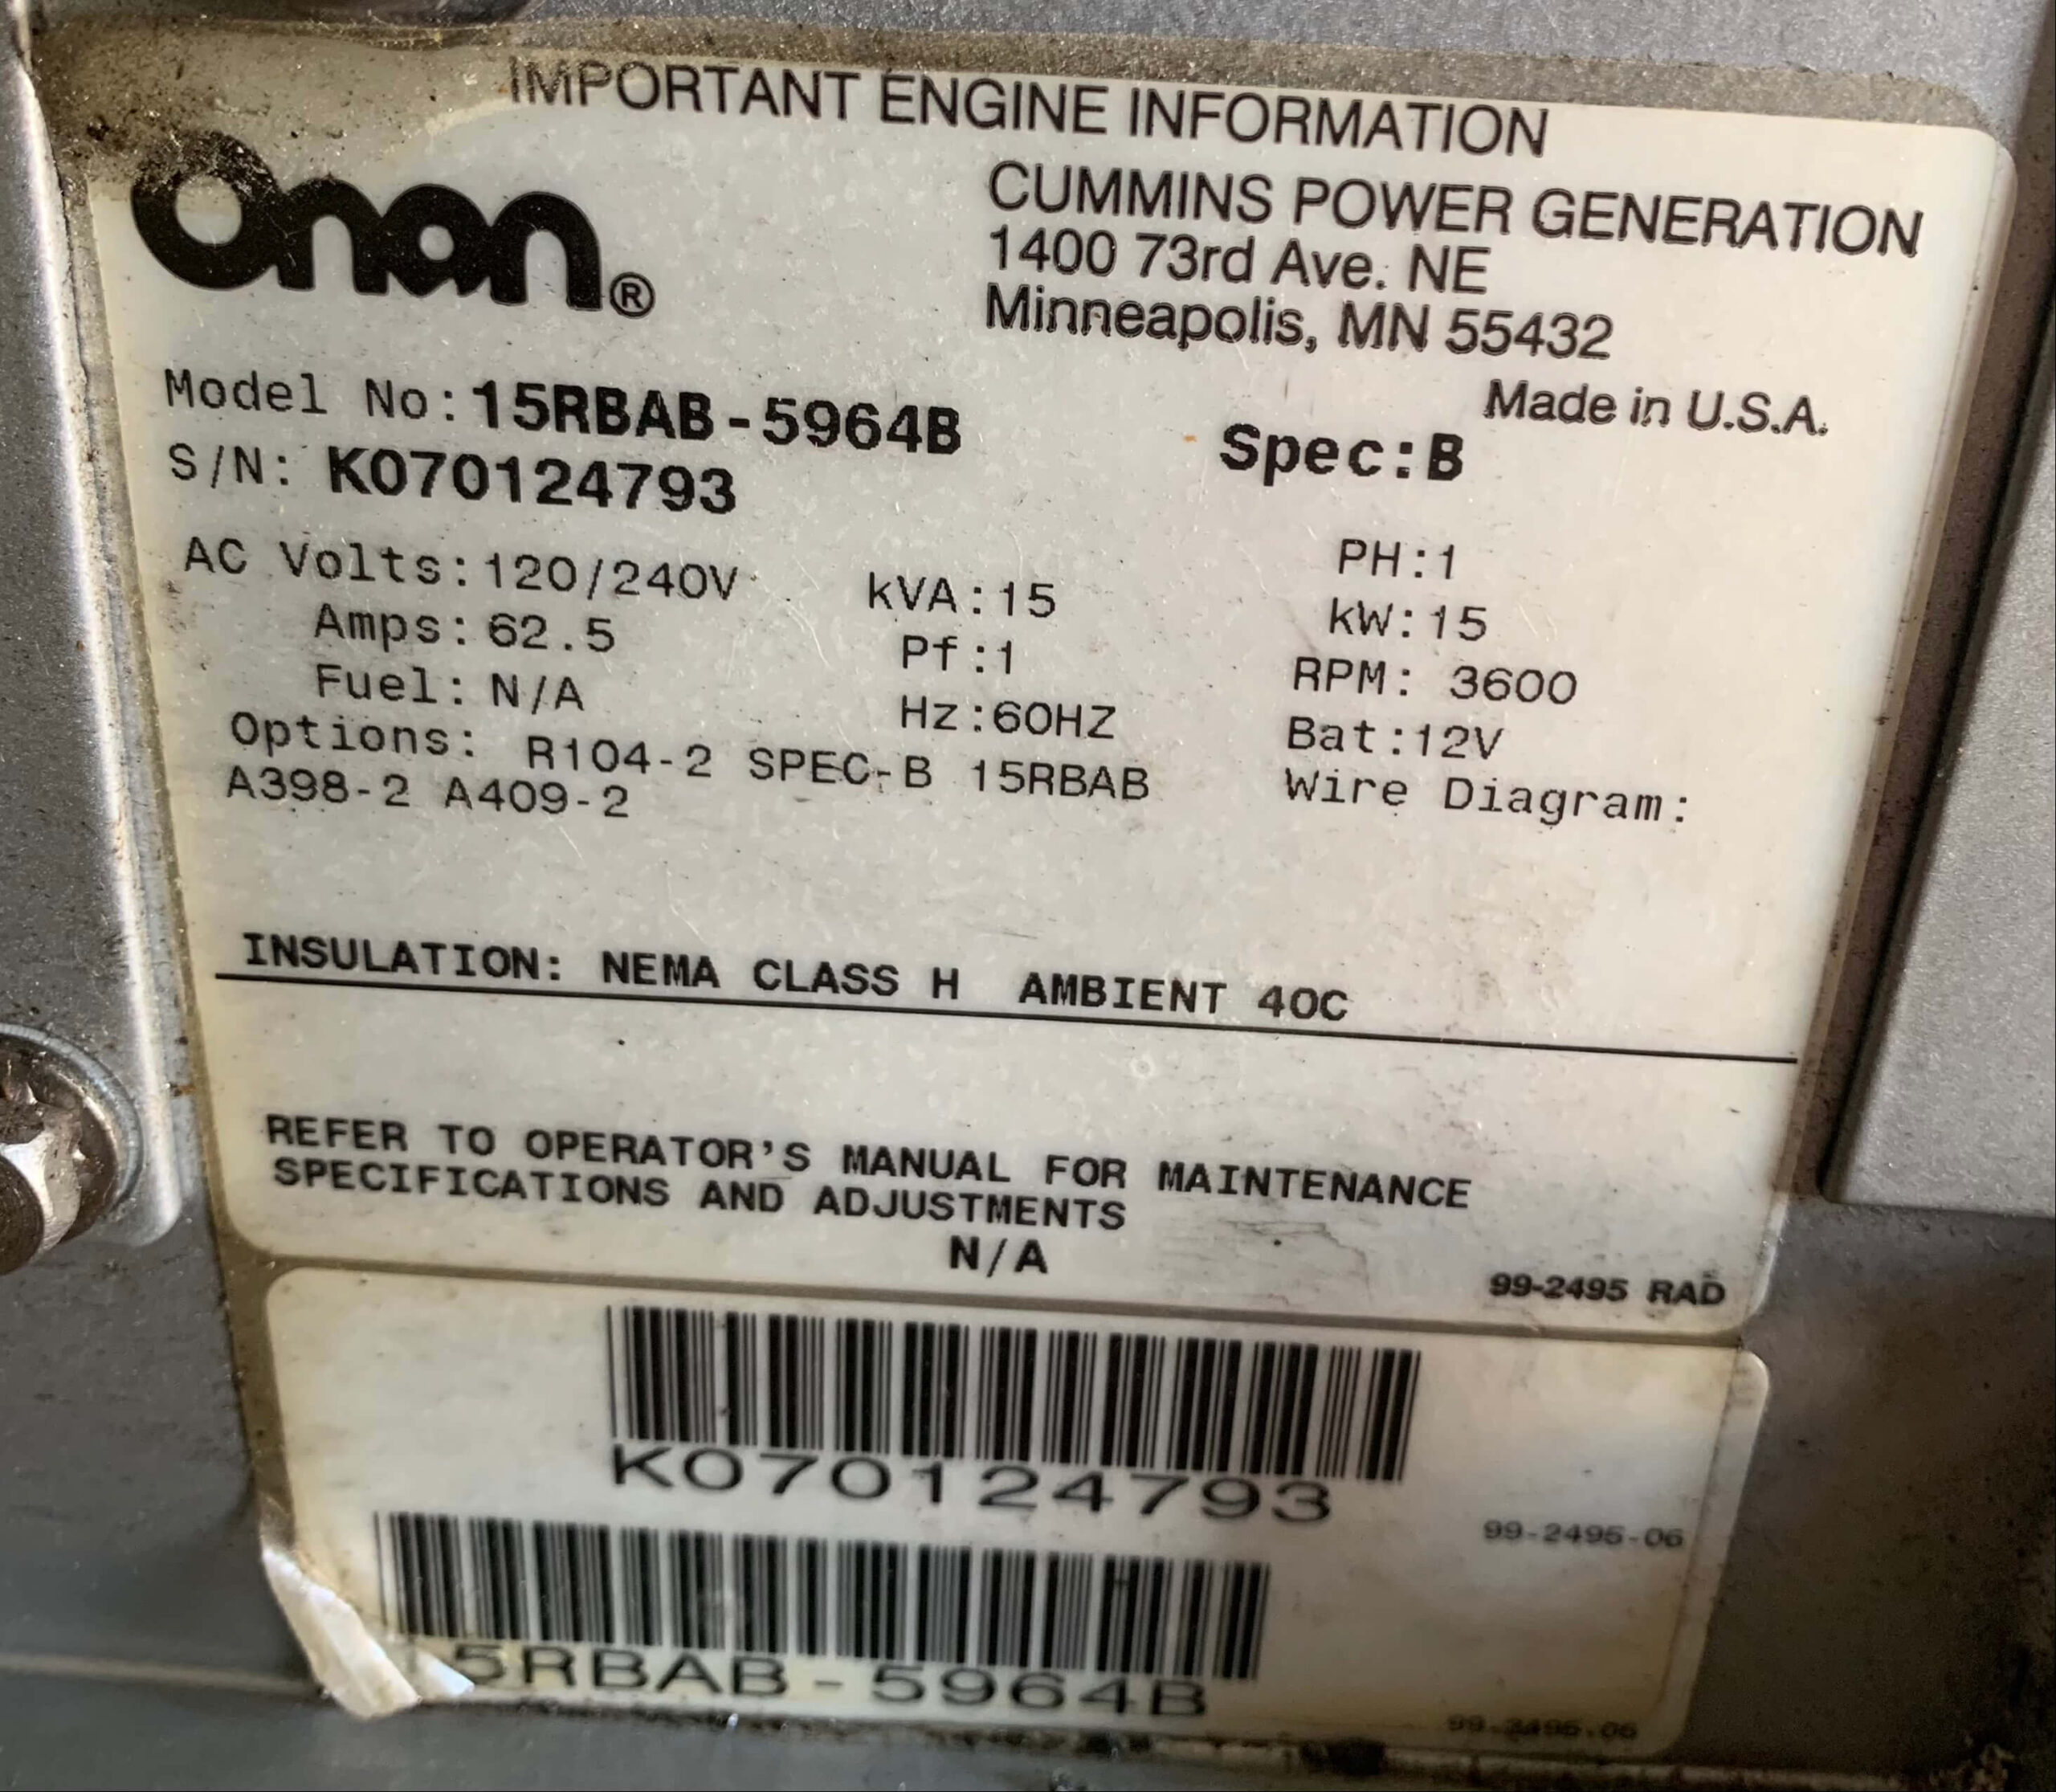 IMPORTANT ENGINE INFORMATION
Onan®
CUMMINS POWER GENERATION
1400 73rd Ave. NE
Minneapolis, MN 55432
Made in U.S.A.
Model No: 15RBAB-5964B
Spec:B
S/N: K070124793
AC Volts: 120/240V kVA:15 PH:1
Amps: 62.5 Pf:1 kW:15
Fuel: N/A Hz:60HZ RPM: 3600
Options: R104-2 SPEC-B 15RBAB Bat:12V
A398-2 A409-2 Wire Diagram:
INSULATION: NEMA CLASS H AMBIENT 40C
REFER TO OPERATOR'S MANUAL FOR MAINTENANCE
SPECIFICATIONS AND ADJUSTMENTS
N/A
99-2495 RAD
K070124793
99-2495-06
15RBAB-5964B
99-2495-06